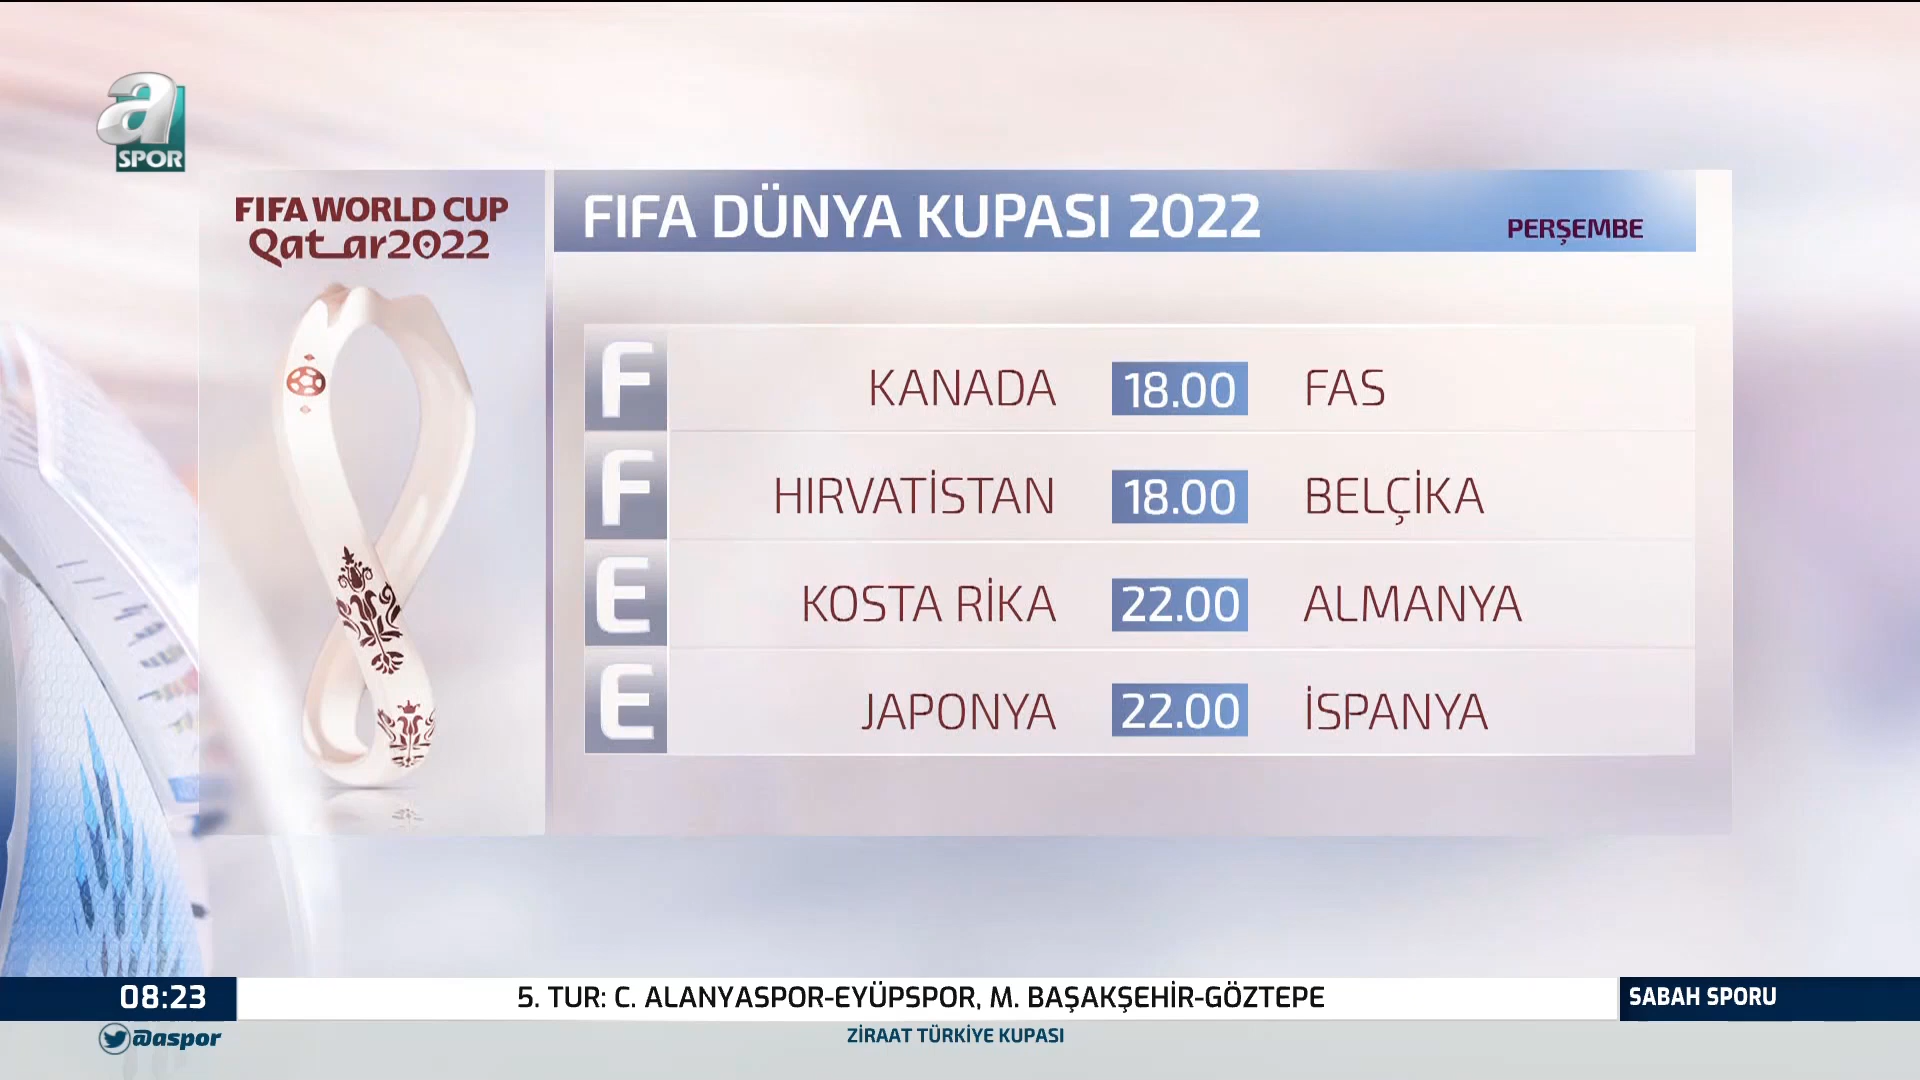 a
SPOR
FIFA WORLD CUP
Qatar2022
FIFA DÜNYA KUPASI 2022
PERŞEMBE
F KANADA 18.00 FAS
F HIRVATİSTAN 18.00 BELÇİKA
E KOSTA RİKA 22.00 ALMANYA
E JAPONYA 22.00 İSPANYA
08:23
5. TUR: C. ALANYASPOR-EYÜPSPOR, M. BAŞAKŞEHİR-GÖZTEPE
SABAH SPORU
@aspor
ZİRAAT TÜRKİYE KUPASI